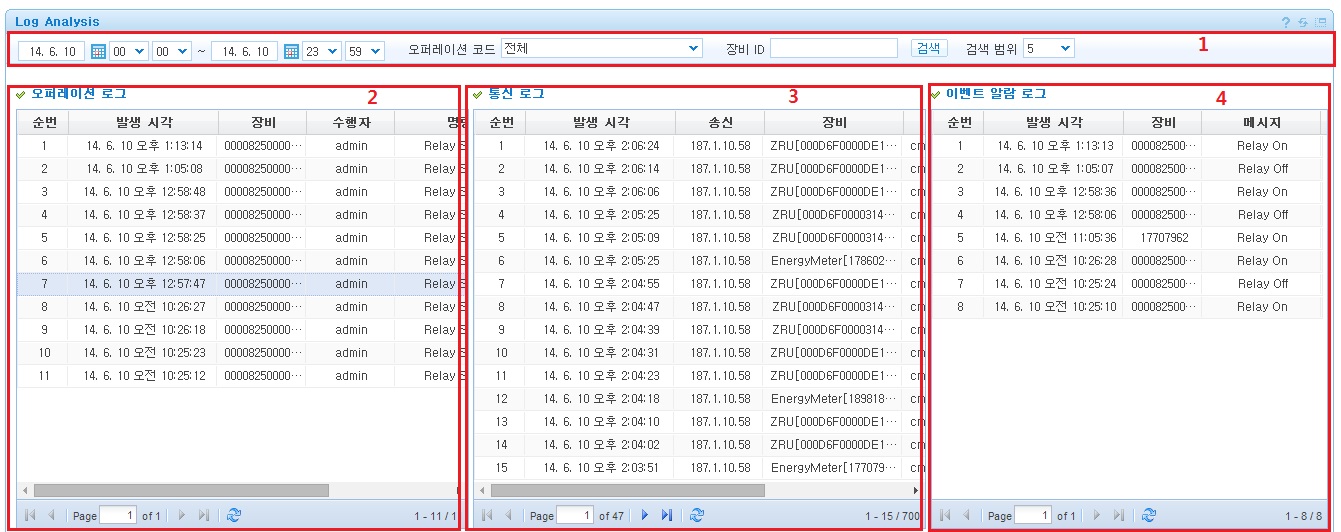 Log Analysis
14. 6. 10 00 00 ~ 14. 6. 10 23 59 오퍼레이션 코드 전체 장비 ID 검색 검색 범위 5 1
오퍼레이션 로그 2
순번 발생 시각 장비 수행자 명령
1 14. 6. 10 오후 1:13:14 00008250000··· admin Relay S
2 14. 6. 10 오후 1:05:08 00008250000··· admin Relay S
3 14. 6. 10 오후 12:58:48 00008250000··· admin Relay S
4 14. 6. 10 오후 12:58:37 00008250000··· admin Relay S
5 14. 6. 10 오후 12:58:25 00008250000··· admin Relay S
6 14. 6. 10 오후 12:58:06 00008250000··· admin Relay S
7 14. 6. 10 오후 12:57:47 00008250000··· admin Relay S
8 14. 6. 10 오전 10:26:27 00008250000··· admin Relay S
9 14. 6. 10 오전 10:26:18 00008250000··· admin Relay S
10 14. 6. 10 오전 10:25:23 00008250000··· admin Relay S
11 14. 6. 10 오전 10:25:12 00008250000··· admin Relay S
Page 1 of 1 1 - 11 / 1
통신 로그 3
순번 발생 시각 송신 장비
1 14. 6. 10 오후 2:06:24 187.1.10.58 ZRU[000D6F0000DE1··· cm
2 14. 6. 10 오후 2:06:14 187.1.10.58 ZRU[000D6F0000DE1··· cm
3 14. 6. 10 오후 2:06:06 187.1.10.58 ZRU[000D6F0000DE1··· cm
4 14. 6. 10 오후 2:05:25 187.1.10.58 ZRU[000D6F0000314··· cm
5 14. 6. 10 오후 2:05:09 187.1.10.58 ZRU[000D6F0000314··· cm
6 14. 6. 10 오후 2:05:25 187.1.10.58 EnergyMeter[178602··· cm
7 14. 6. 10 오후 2:04:55 187.1.10.58 ZRU[000D6F0000DE1··· cm
8 14. 6. 10 오후 2:04:47 187.1.10.58 ZRU[000D6F0000314··· cm
9 14. 6. 10 오후 2:04:39 187.1.10.58 ZRU[000D6F0000314··· cm
10 14. 6. 10 오후 2:04:31 187.1.10.58 ZRU[000D6F0000DE1··· cm
11 14. 6. 10 오후 2:04:23 187.1.10.58 ZRU[000D6F0000DE1··· cm
12 14. 6. 10 오후 2:04:18 187.1.10.58 EnergyMeter[189818··· cm
13 14. 6. 10 오후 2:04:10 187.1.10.58 ZRU[000D6F0000DE1··· cm
14 14. 6. 10 오후 2:04:02 187.1.10.58 ZRU[000D6F0000DE1··· cm
15 14. 6. 10 오후 2:03:51 187.1.10.58 EnergyMeter[177079··· cm
Page 1 of 47 1 - 15 / 700
이벤트 알람 로그 4
순번 발생 시각 장비 메시지
1 14. 6. 10 오후 1:13:13 000082500··· Relay On
2 14. 6. 10 오후 1:05:07 000082500··· Relay Off
3 14. 6. 10 오후 12:58:36 000082500··· Relay On
4 14. 6. 10 오후 12:58:06 000082500··· Relay Off
5 14. 6. 10 오전 11:05:36 17707962 Relay On
6 14. 6. 10 오전 10:26:28 000082500··· Relay On
7 14. 6. 10 오전 10:25:24 000082500··· Relay Off
8 14. 6. 10 오전 10:25:10 000082500··· Relay On
Page 1 of 1 1 - 8 / 8